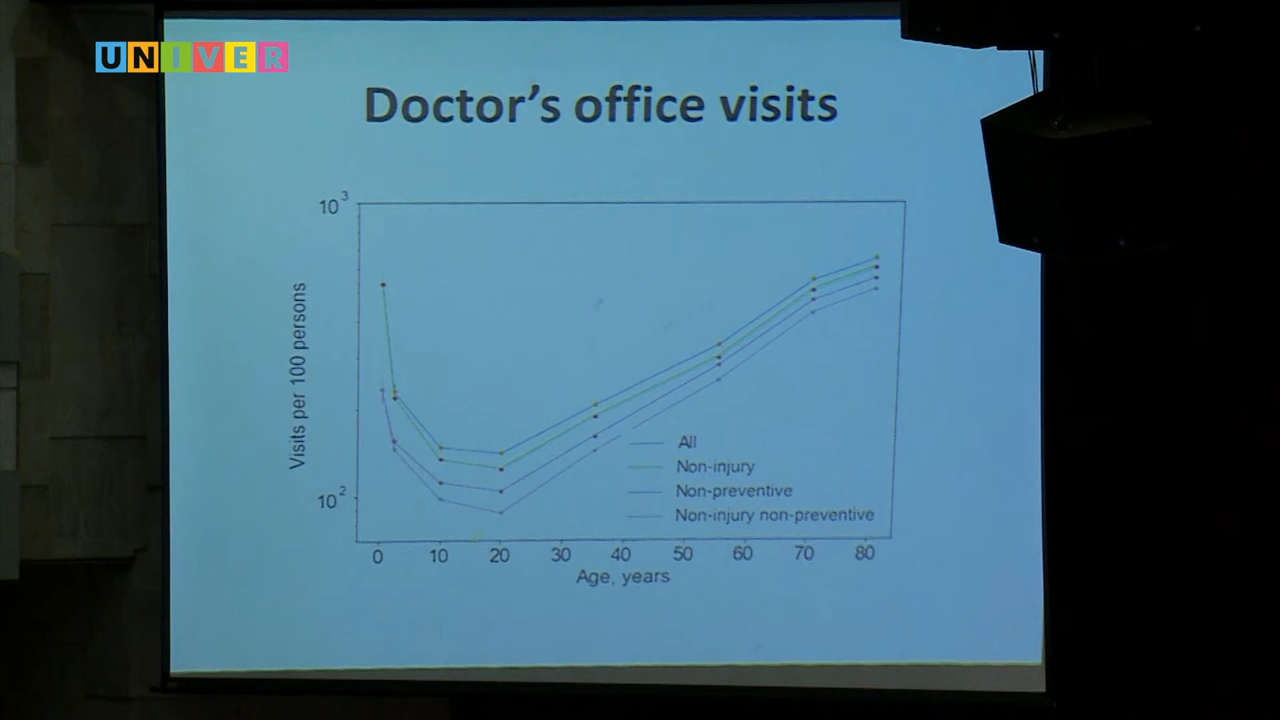 UNIVER
Doctor's office visits
10³
10²
Visits per 100 persons
All
Non-injury
Non-preventive
Non-injury non-preventive
0 10 20 30 40 50 60 70 80
Age, years